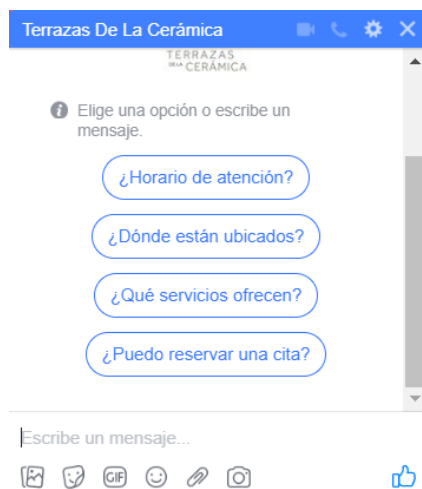 Terrazas De La Cerámica
TERRAZAS
DE LA CERÁMICA
Elige una opción o escribe un
mensaje.
¿Horario de atención?
¿Dónde están ubicados?
¿Qué servicios ofrecen?
¿Puedo reservar una cita?
Escribe un mensaje...
GIF